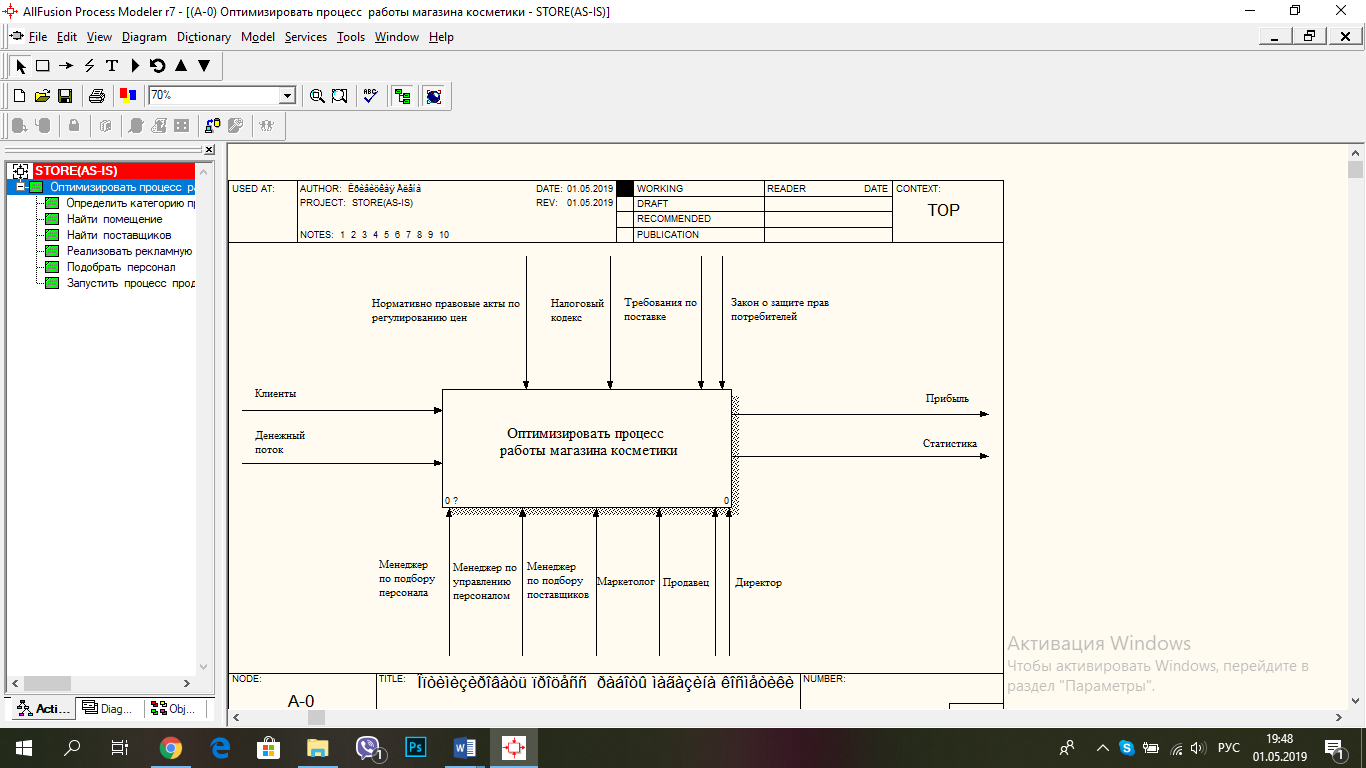 AllFusion Process Modeler r7 - [(A-0) Оптимизировать процесс работы магазина косметики - STORE(AS-IS)]
File Edit View Diagram Dictionary Model Services Tools Window Help
70%
ABC
STORE(AS-IS)
Оптимизировать процесс р
Определить категорию п
Найти помещение
Найти поставщиков
Реализовать рекламную
Подобрать персонал
Запустить процесс прод
Acti... Diag... Obj...
USED AT:
AUTHOR: DATE: 01.05.2019
PROJECT: STORE(AS-IS) REV: 01.05.2019
NOTES: 1 2 3 4 5 6 7 8 9 10
WORKING
DRAFT
RECOMMENDED
PUBLICATION
READER DATE
CONTEXT:
TOP
Нормативно правовые акты по
регулированию цен
Налоговый
кодекс
Требования по
поставке
Закон о защите прав
потребителей
Клиенты
Денежный
поток
Оптимизировать процесс
работы магазина косметики
0 ? 0
Прибыль
Статистика
Менеджер
по подбору
персонала
Менеджер по
управлению
персоналом
Менеджер
по подбору
поставщиков
Маркетолог
Продавец
Директор
Активация Windows
Чтобы активировать Windows, перейдите в
раздел "Параметры".
NODE:
A-0
TITLE: Îïòèìèçèðîâàòü ïðîöåññ ðàáîòû ìàãàçèíà êîñìåòèêè
NUMBER:
1
Ps
РУС
19:48
01.05.2019
1